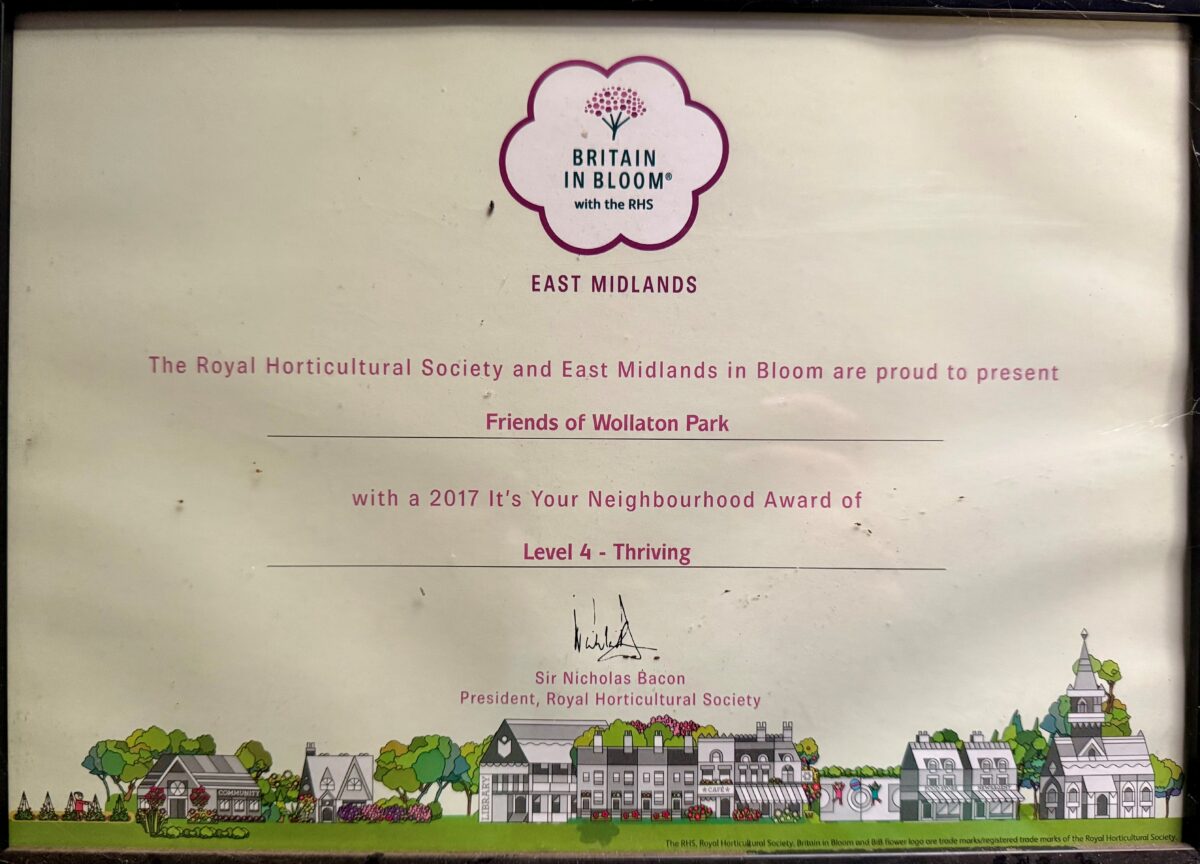 BRITAIN
IN BLOOM®
with the RHS
EAST MIDLANDS
The Royal Horticultural Society and East Midlands in Bloom are proud to present
Friends of Wollaton Park
with a 2017 It's Your Neighbourhood Award of
Level 4 - Thriving
Sir Nicholas Bacon
President, Royal Horticultural Society
COMMUNITY
LIBRARY
★CAFÉ★
The RHS, Royal Horticultural Society, Britain in Bloom and BiB flower logo are trade marks/registered trade marks of the Royal Horticultural Society.